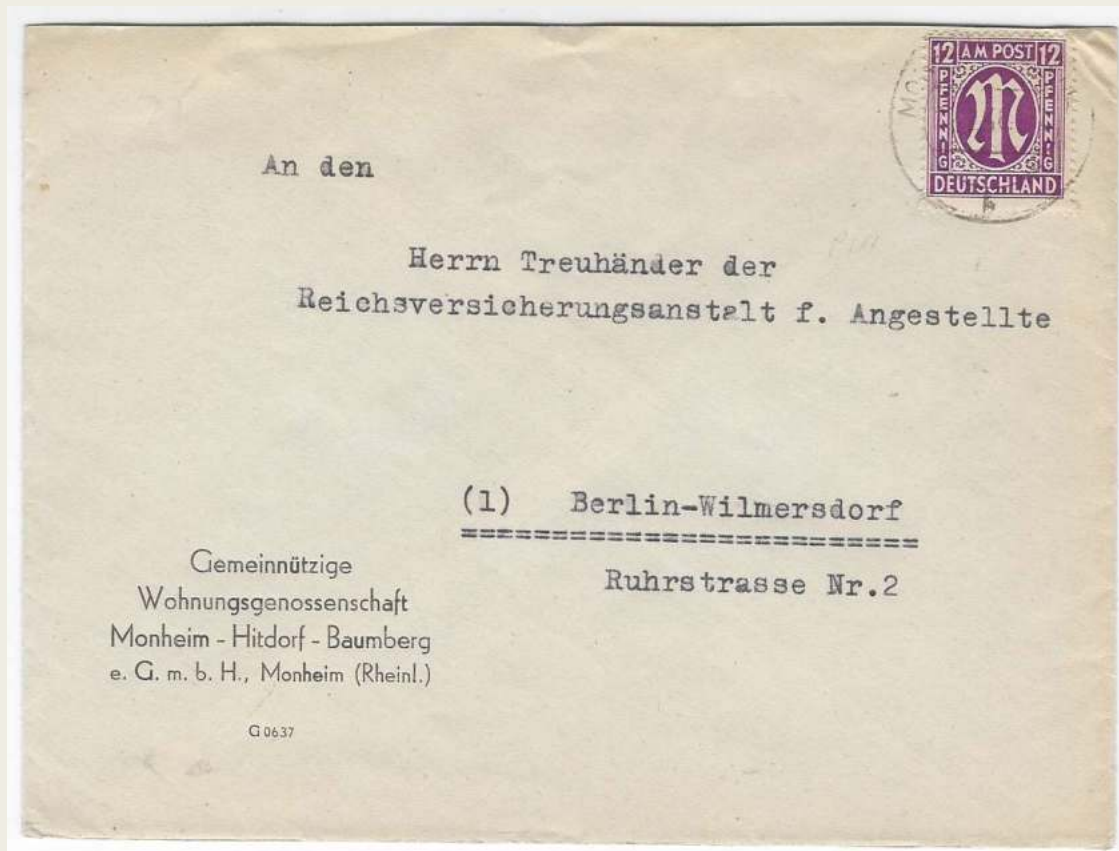 12 AM POST 12
PFENNIG PFENNIG
DEUTSCHLAND
An den
Herrn Treuhänder der
Reichsversicherungsanstalt f. Angestellte
(1) Berlin-Wilmersdorf
==========================
Ruhrstrasse Nr.2
Gemeinnützige
Wohnungsgenossenschaft
Monheim - Hitdorf - Baumberg
e. G. m. b. H., Monheim (Rheinl.)
G 0637